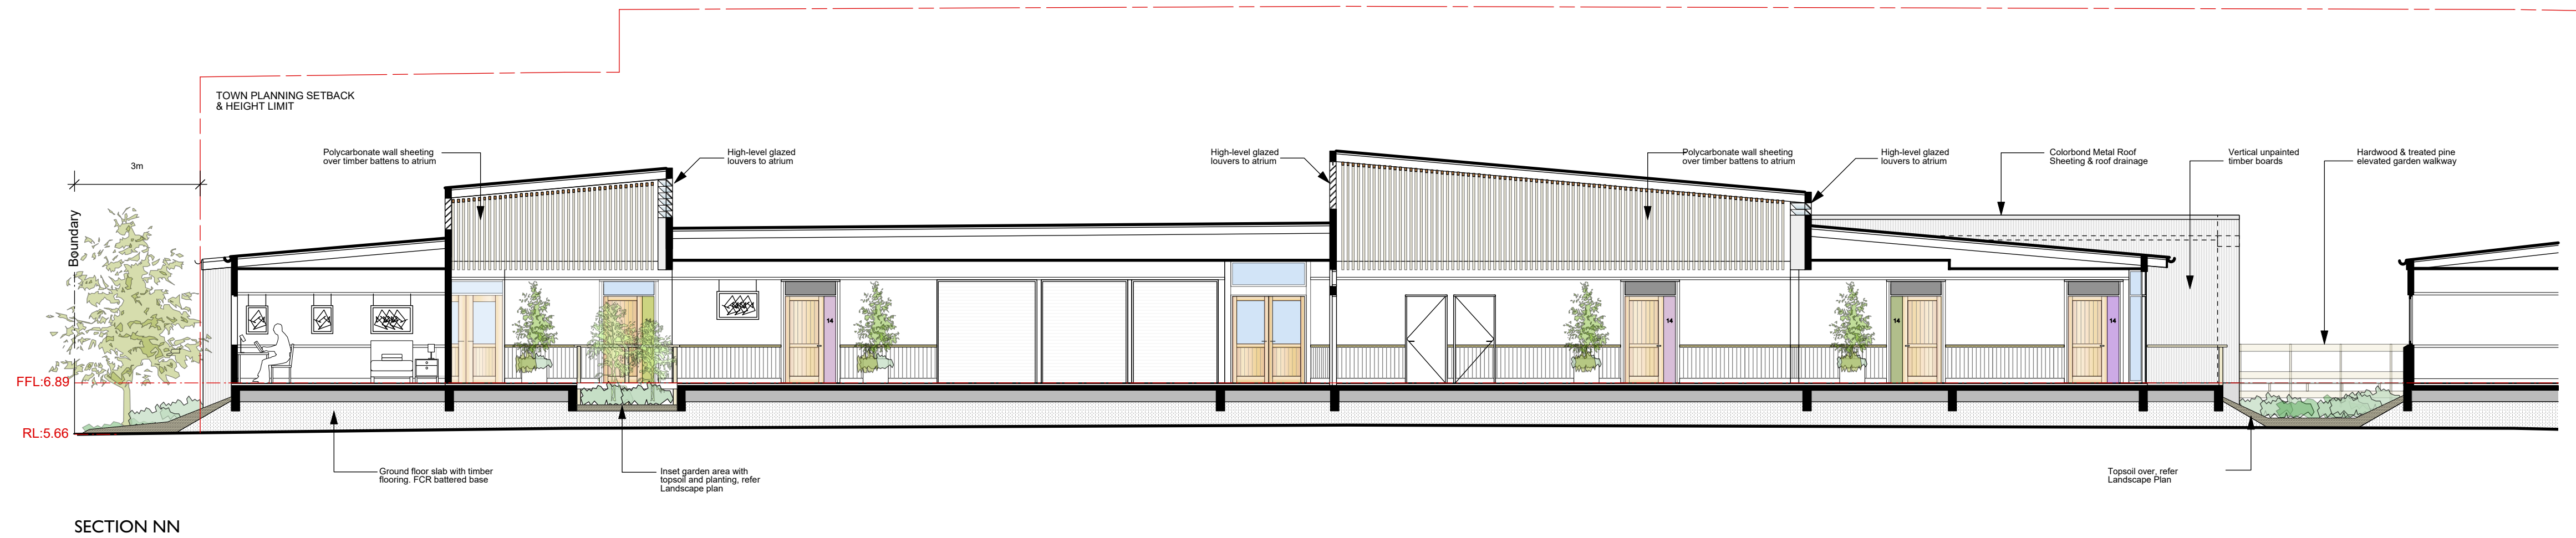 TOWN PLANNING SETBACK
& HEIGHT LIMIT
3m
Boundary
Polycarbonate wall sheeting
over timber battens to atrium
High-level glazed
louvers to atrium
High-level glazed
louvers to atrium
Polycarbonate wall sheeting
over timber battens to atrium
High-level glazed
louvers to atrium
Colorbond Metal Roof
Sheeting & roof drainage
Vertical unpainted
timber boards
Hardwood & treated pine
elevated garden walkway
14
14
14
14
FFL:6.89
RL:5.66
Ground floor slab with timber
flooring. FCR battered base
Inset garden area with
topsoil and planting, refer
Landscape plan
Topsoil over, refer
Landscape Plan
SECTION NN